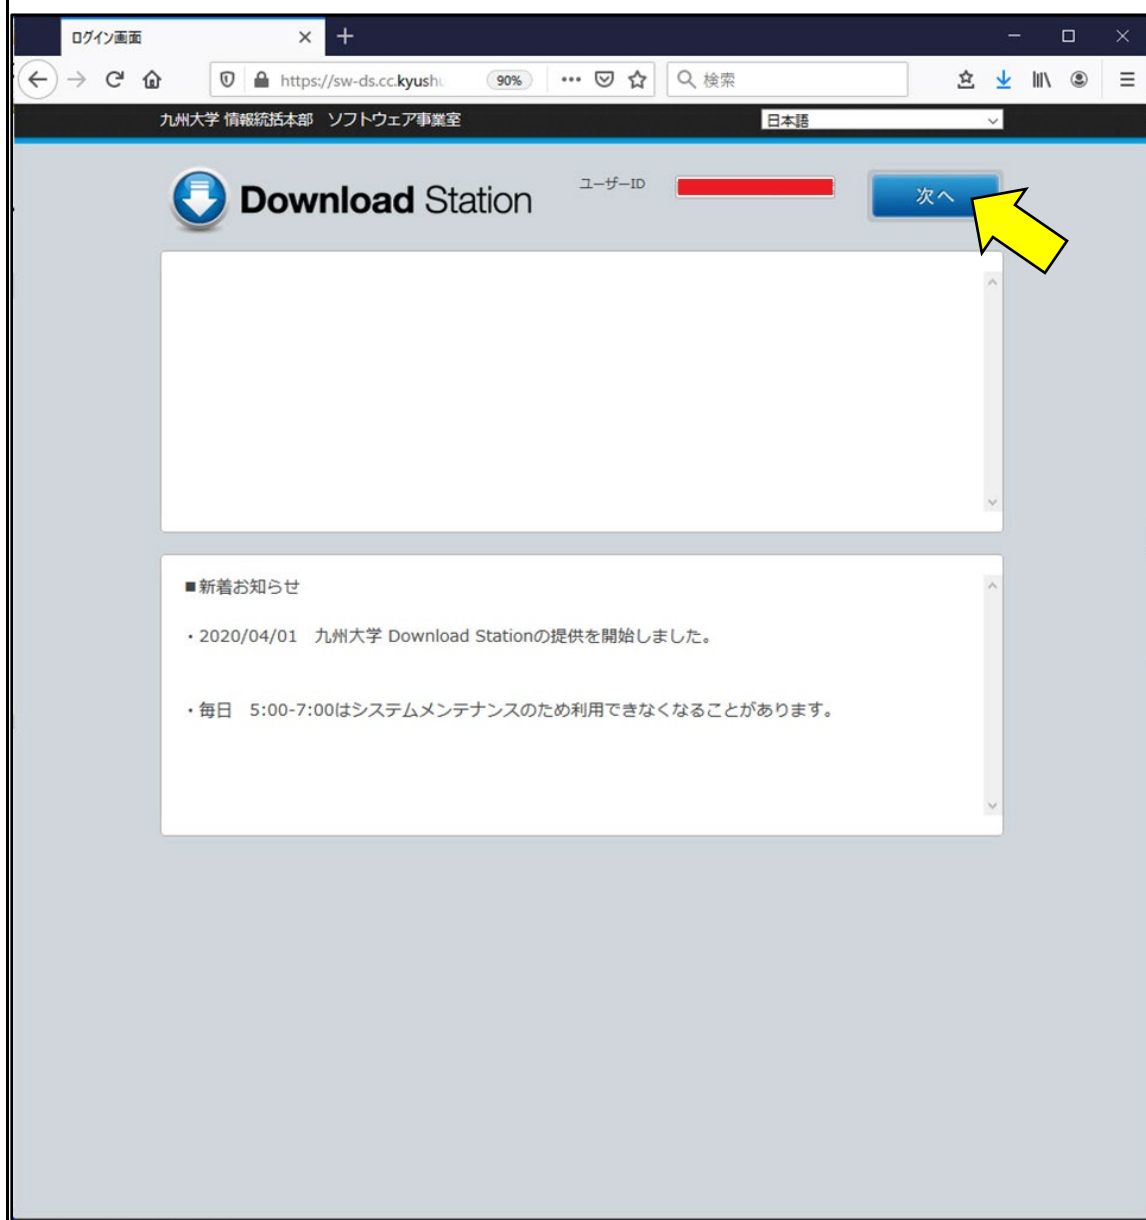 ログイン画面
https://sw-ds.cc.kyush
90%
検索
九州大学 情報統括本部　ソフトウェア事業室
日本語
Download Station
ユーザーID
次へ
■新着お知らせ
・2020/04/01　九州大学 Download Stationの提供を開始しました。
・毎日　5:00-7:00はシステムメンテナンスのため利用できなくなることがあります。